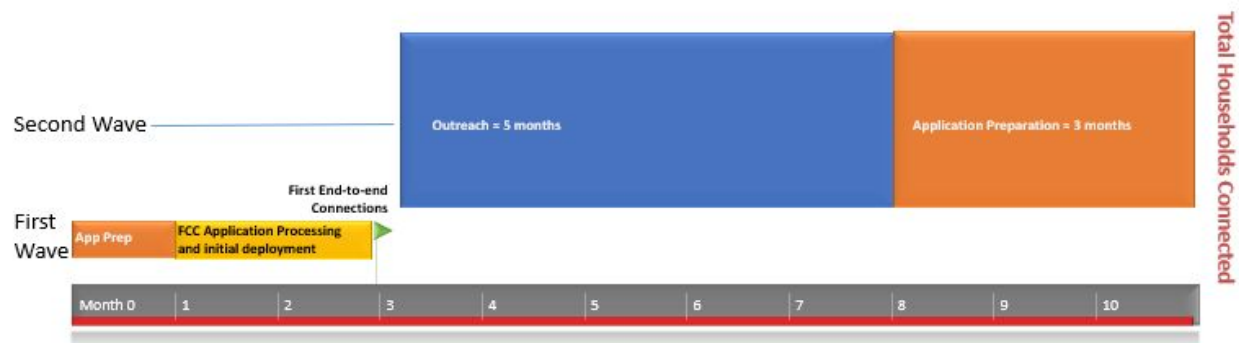 Total Households Connected
Second Wave
Outreach = 5 months
Application Preparation = 3 months
First End-to-end
Connections
First
Wave
App Prep
FCC Application Processing
and initial deployment
Month 0 1 2 3 4 5 6 7 8 9 10